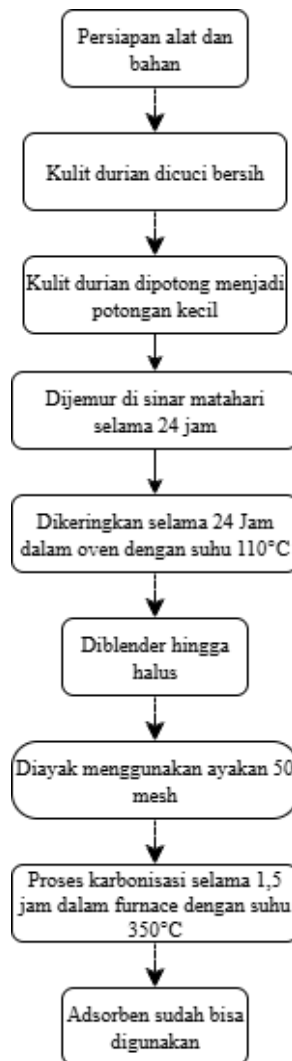 Persiapan alat dan
bahan
Kulit durian dicuci bersih
Kulit durian dipotong menjadi
potongan kecil
Dijemur di sinar matahari
selama 24 jam
Dikeringkan selama 24 Jam
dalam oven dengan suhu 110°C
Diblender hingga
halus
Diayak menggunakan ayakan 50
mesh
Proses karbonisasi selama 1,5
jam dalam furnace dengan suhu
350°C
Adsorben sudah bisa
digunakan